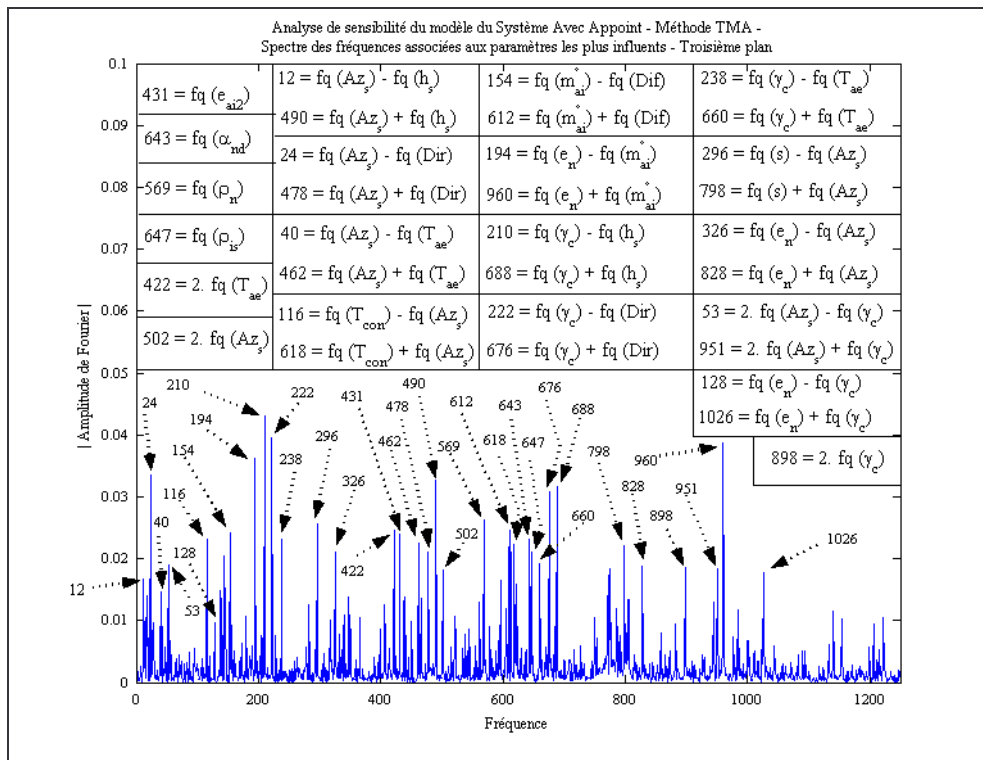 Analyse de sensibilité du modèle du Système Avec Appoint - Méthode TMA -
Spectre des fréquences associées aux paramètres les plus influents - Troisième plan
| Amplitude de Fourier |
0.1
0.09
0.08
0.07
0.06
0.05
0.04
0.03
0.02
0.01
0
431 = fq (e_ai2)
643 = fq (α_nd)
569 = fq (ρ_n)
647 = fq (ρ_is)
422 = 2. fq (T_ae)
502 = 2. fq (Az_s)
12 = fq (Az_s) - fq (h_s)
490 = fq (Az_s) + fq (h_s)
24 = fq (Az_s) - fq (Dir)
478 = fq (Az_s) + fq (Dir)
40 = fq (Az_s) - fq (T_ae)
462 = fq (Az_s) + fq (T_ae)
116 = fq (T_con) - fq (Az_s)
618 = fq (T_con) + fq (Az_s)
154 = fq (m°_ai) - fq (Dif)
612 = fq (m°_ai) + fq (Dif)
194 = fq (e_n) - fq (m°_ai)
960 = fq (e_n) + fq (m°_ai)
210 = fq (γ_c) - fq (h_s)
688 = fq (γ_c) + fq (h_s)
222 = fq (γ_c) - fq (Dir)
676 = fq (γ_c) + fq (Dir)
238 = fq (γ_c) - fq (T_ae)
660 = fq (γ_c) + fq (T_ae)
296 = fq (s) - fq (Az_s)
798 = fq (s) + fq (Az_s)
326 = fq (e_n) - fq (Az_s)
828 = fq (e_n) + fq (Az_s)
53 = 2. fq (Az_s) - fq (γ_c)
951 = 2. fq (Az_s) + fq (γ_c)
128 = fq (e_n) - fq (γ_c)
1026 = fq (e_n) + fq (γ_c)
898 = 2. fq (γ_c)
12
24
40
53
116
128
154
194
210
222
238
296
326
422
431
462
478
490
502
569
612
618
643
647
660
676
688
798
828
898
951
960
1026
0
200
400
600
800
1000
1200
Fréquence